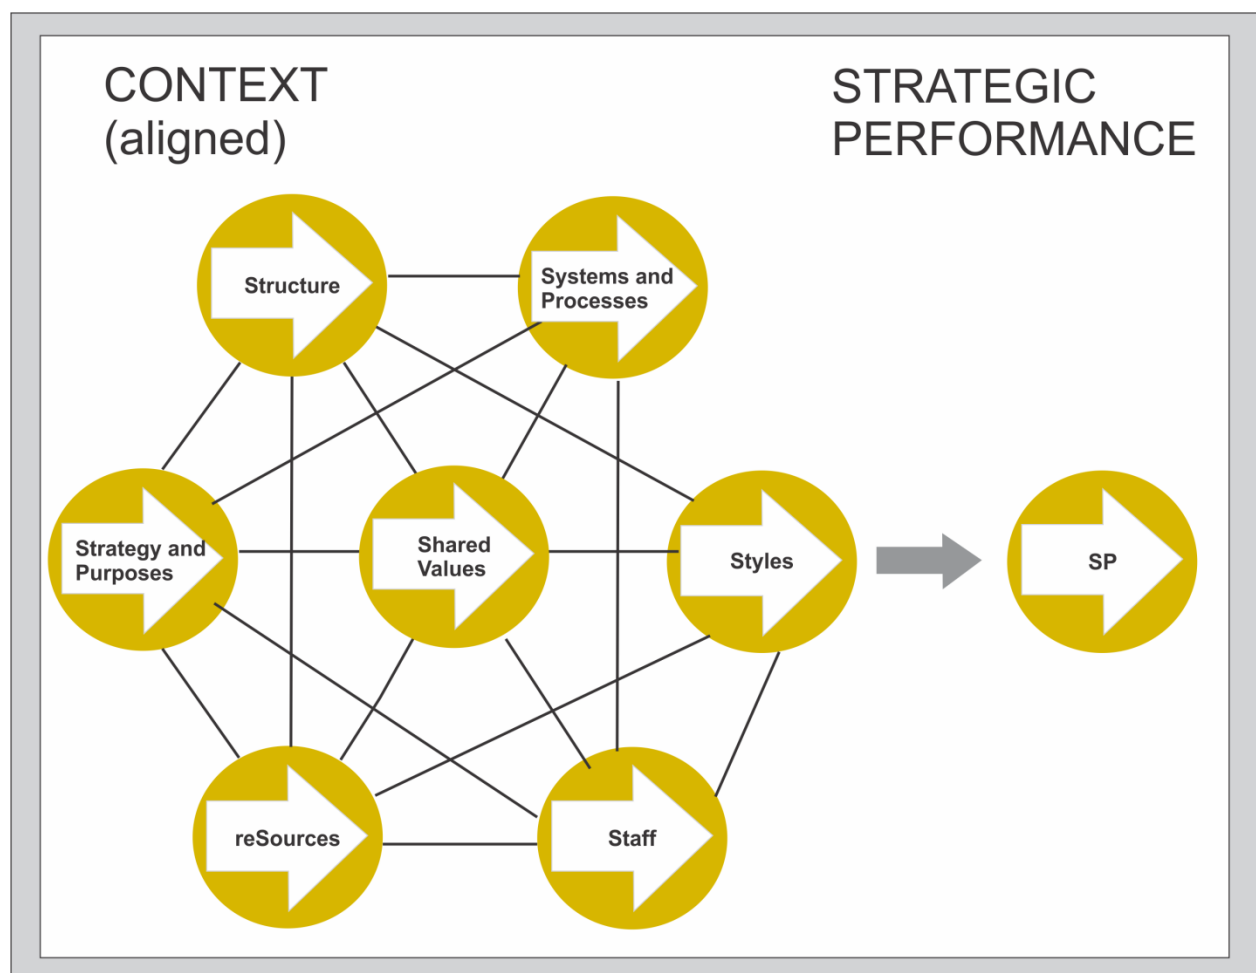 CONTEXT
(aligned)
STRATEGIC
PERFORMANCE
Structure
Systems and
Processes
Strategy and
Purposes
Shared
Values
Styles
SP
reSources
Staff